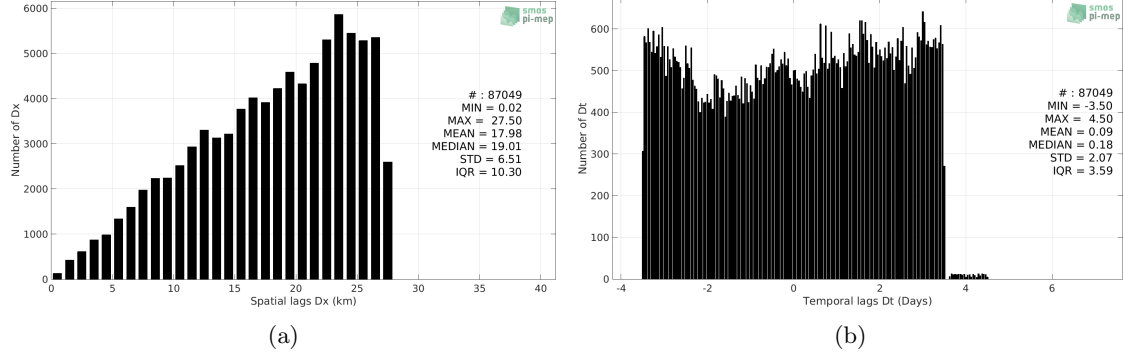 6000
5000
4000
3000
2000
1000
0
Number of Dx
0 5 10 15 20 25 30 35 40
Spatial lags Dx (km)
smos
pi-mep
# : 87049
MIN = 0.02
MAX = 27.50
MEAN = 17.98
MEDIAN = 19.01
STD = 6.51
IQR = 10.30
(a)
600
500
400
300
200
100
0
Number of Dt
-4 -2 0 2 4 6
Temporal lags Dt (Days)
smos
pi-mep
# : 87049
MIN = -3.50
MAX = 4.50
MEAN = 0.09
MEDIAN = 0.18
STD = 2.07
IQR = 3.59
(b)